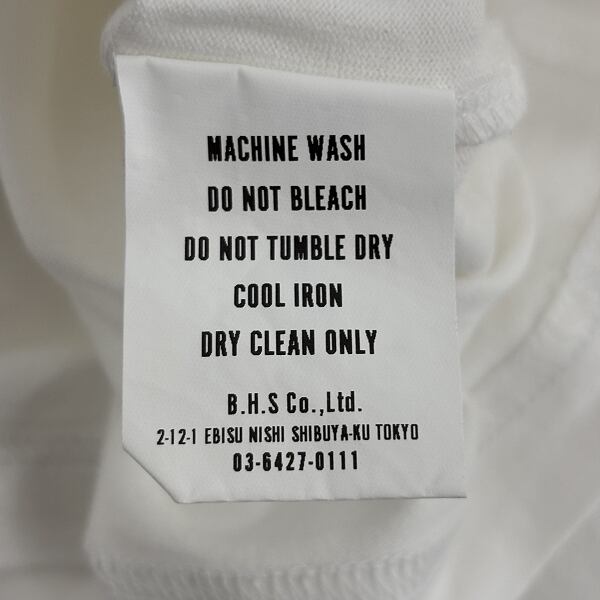 MACHINE WASH
DO NOT BLEACH
DO NOT TUMBLE DRY
COOL IRON
DRY CLEAN ONLY
B.H.S Co.,Ltd.
2-12-1 EBISU NISHI SHIBUYA-KU TOKYO
03-6427-0111